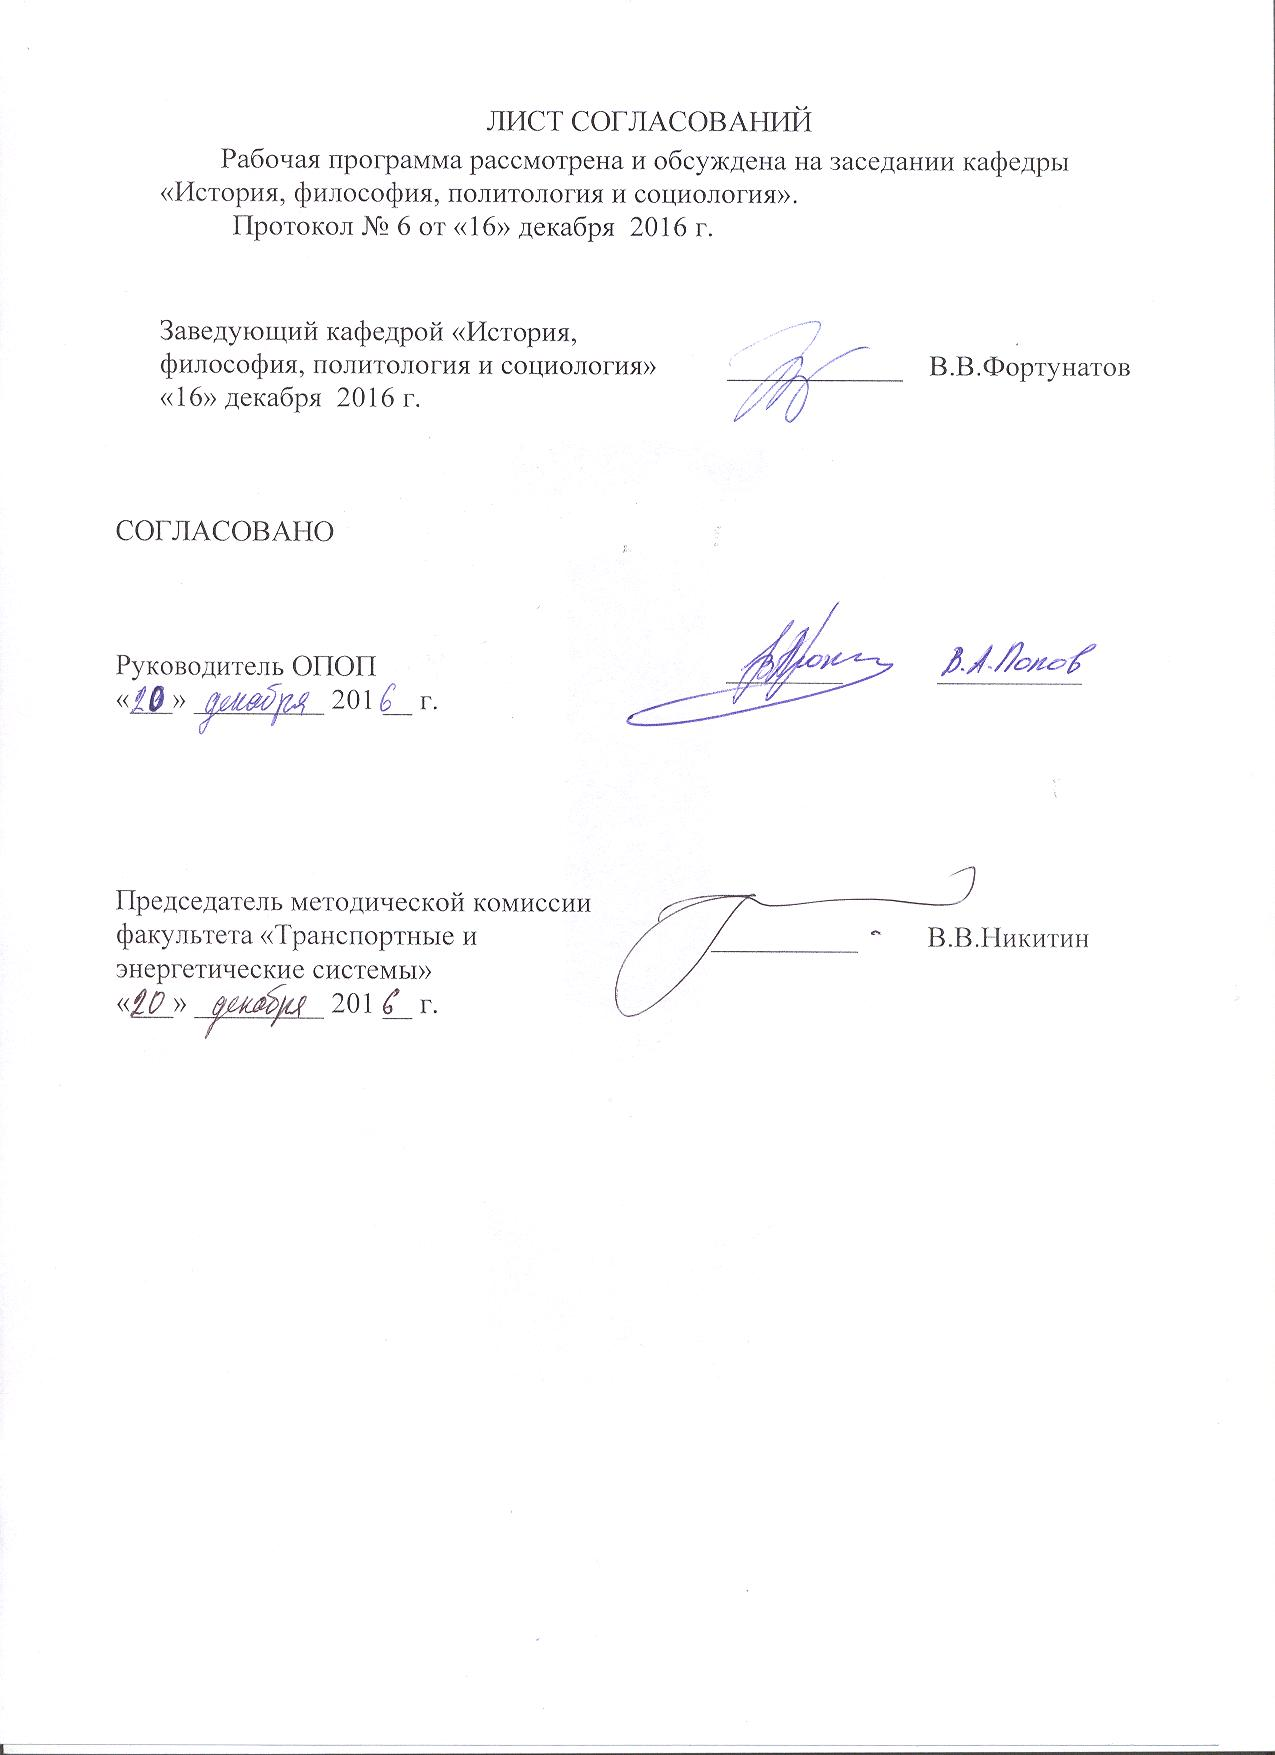 ЛИСТ СОГЛАСОВАНИЙ
Рабочая программа рассмотрена и обсуждена на заседании кафедры
«История, философия, политология и социология».
Протокол № 6 от «16» декабря 2016 г.
Заведующий кафедрой «История,
философия, политология и социология» В.В.Фортунатов
«16» декабря 2016 г.
СОГЛАСОВАНО
Руководитель ОПОП В.А.Попов
«20» декабря 2016 г.
Председатель методической комиссии
факультета «Транспортные и В.В.Никитин
энергетические системы»
«20» декабря 2016 г.